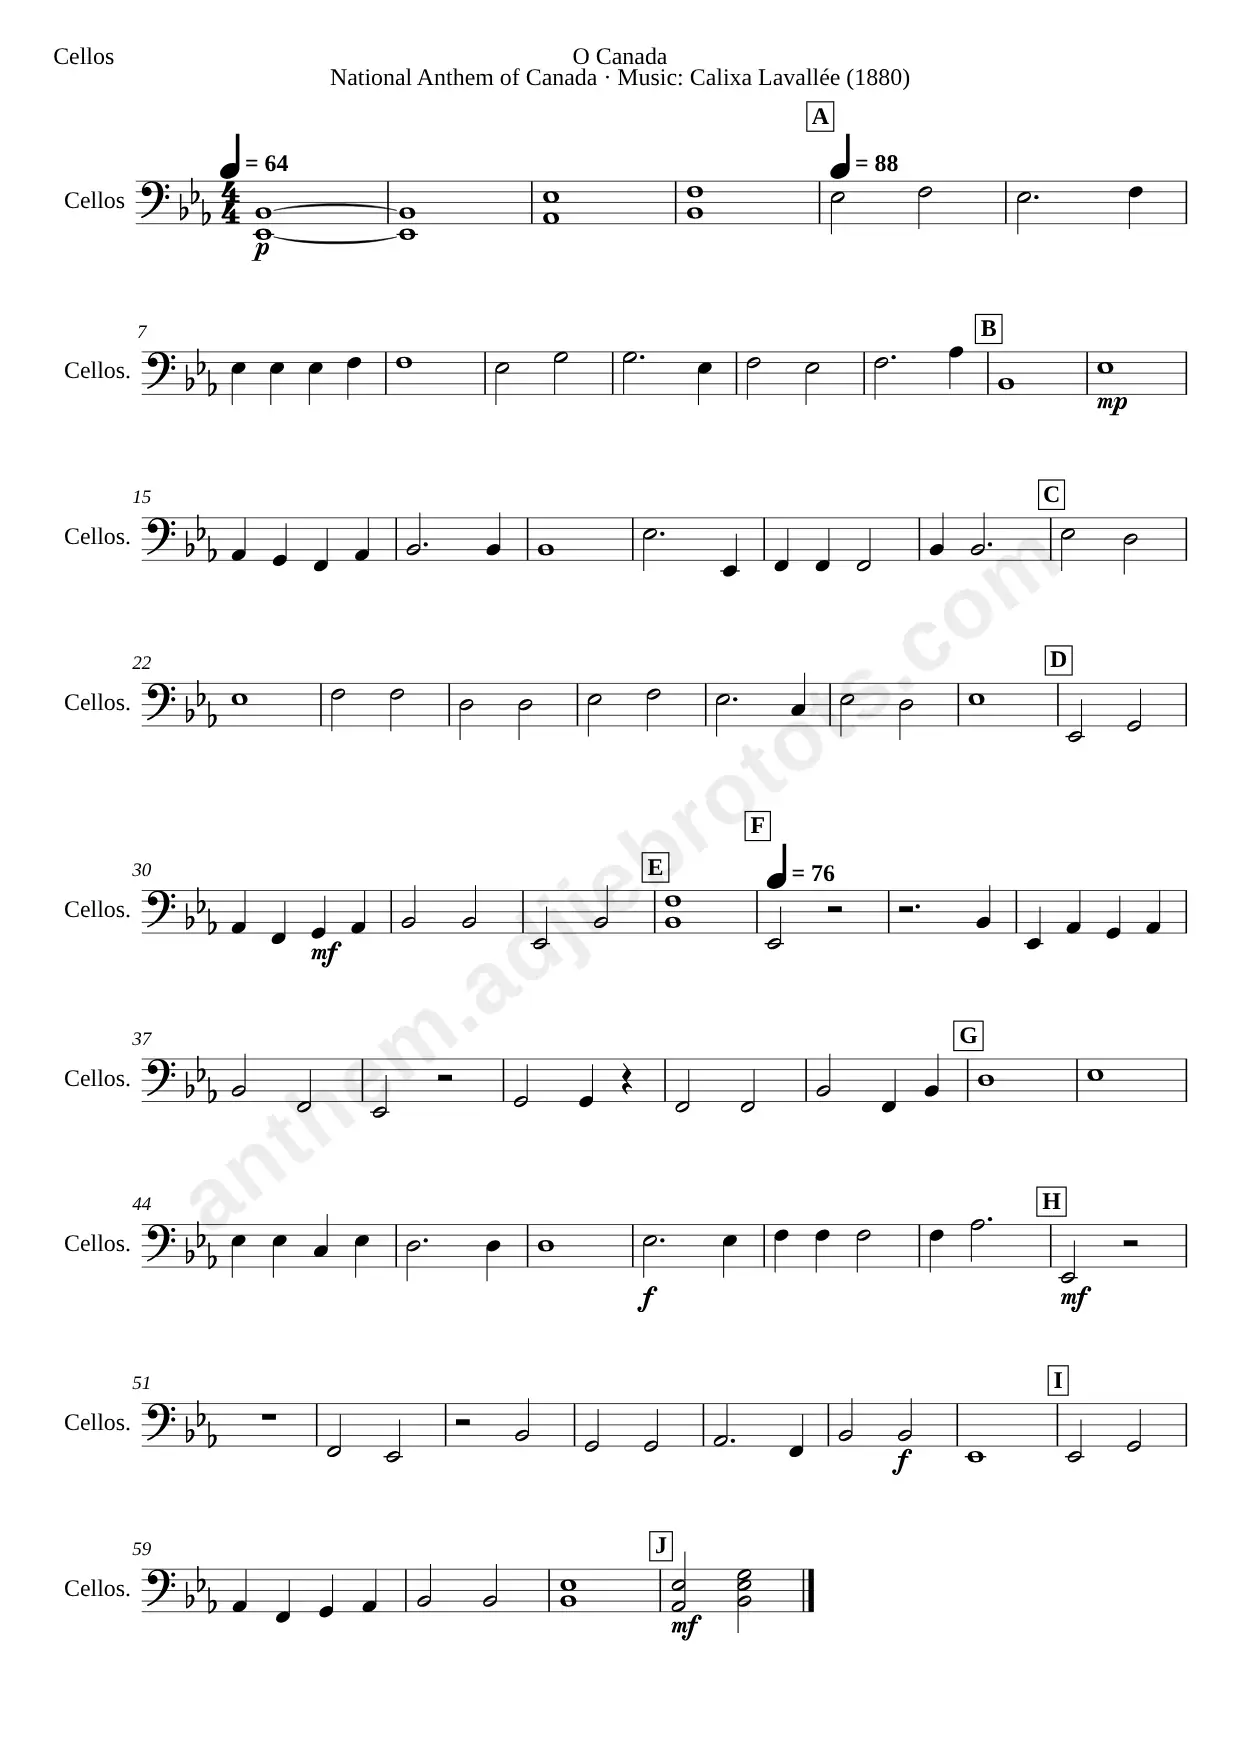 Cellos
O Canada
National Anthem of Canada · Music: Calixa Lavallée (1880)
A
= 64
= 88
Cellos
p
7
B
Cellos.
mp
15
C
Cellos.
22
D
Cellos.
F
30
E
= 76
Cellos.
mf
37
G
Cellos.
44
H
Cellos.
f
mf
51
I
Cellos.
f
59
J
Cellos.
mf
anthem.adjiebrotots.com